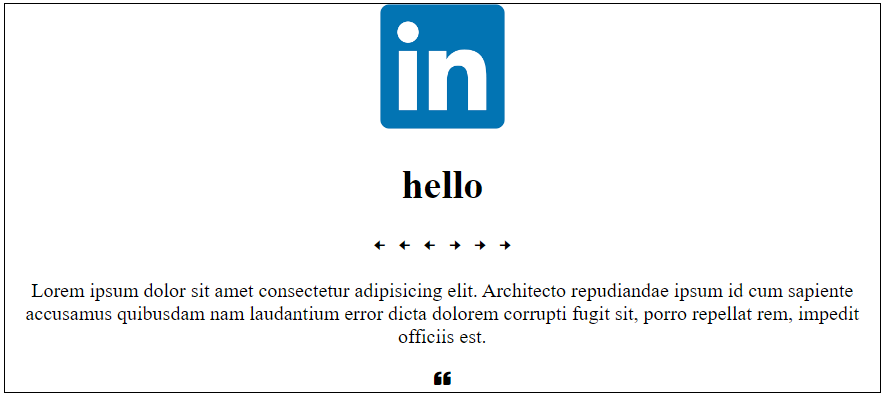 in
hello
Lorem ipsum dolor sit amet consectetur adipisicing elit. Architecto repudiandae ipsum id cum sapiente
accusamus quibusdam nam laudantium error dicta dolorem corrupti fugit sit, porro repellat rem, impedit
officiis est.
❝